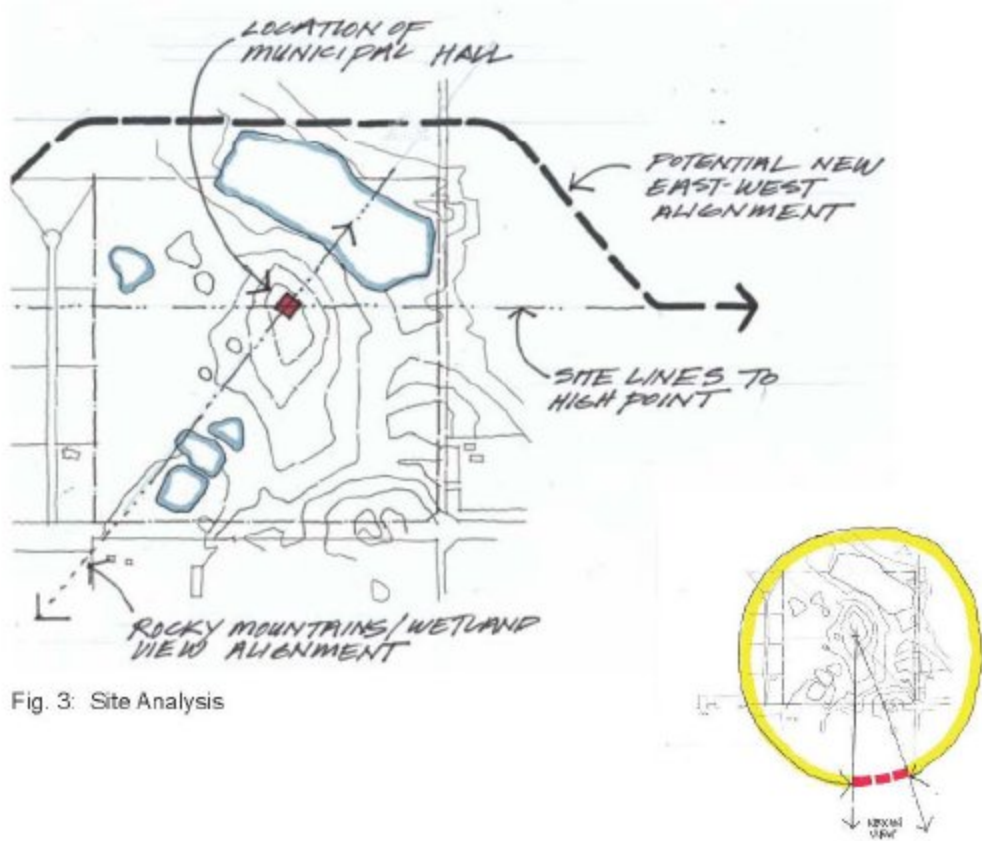 LOCATION OF
MUNICIPAL HALL
POTENTIAL NEW
EAST-WEST
ALIGNMENT
SITE LINES TO
HIGH POINT
ROCKY MOUNTAINS/WETLAND
VIEW ALIGNMENT
Fig. 3: Site Analysis
VIEW